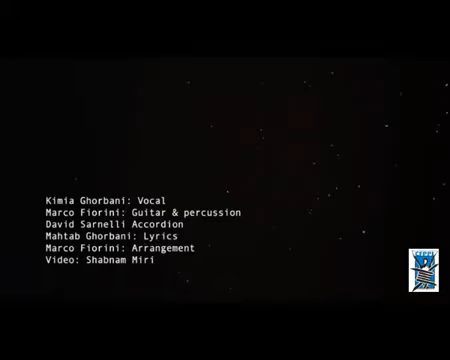 Kimia Ghorbani: Vocal
Marco Fiorini: Guitar & percussion
David Sarnelli Accordion
Mahtab Ghorbani: Lyrics
Marco Fiorini: Arrangement
Video: Shabnam Miri